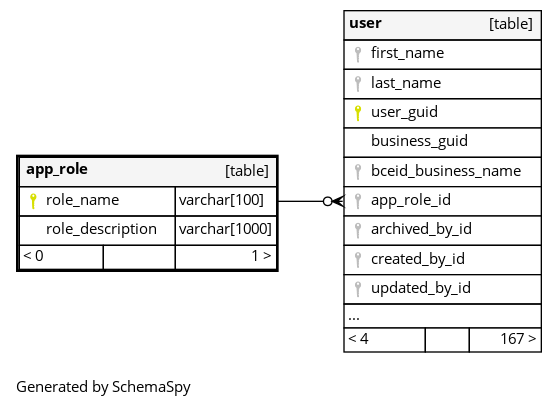 user [table]
first_name
last_name
user_guid
business_guid
bceid_business_name
app_role_id
archived_by_id
created_by_id
updated_by_id
...
< 4 167 >
app_role [table]
role_name varchar[100]
role_description varchar[1000]
< 0 1 >
Generated by SchemaSpy